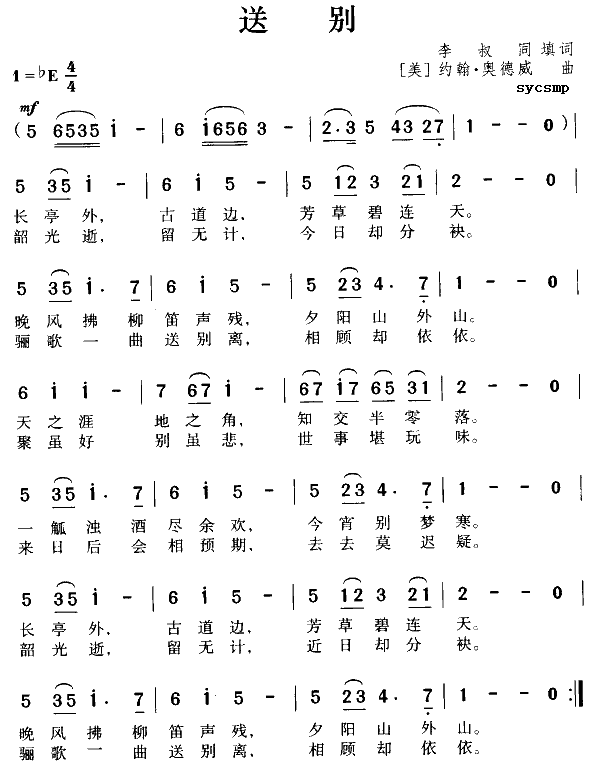 送 别
李 叔 同 填 词
1=♭E 4/4 [美]约翰·奥德威 曲
sycsmp
mf
(5 6535 i - | 6 i656 3 - | 2·3 5 43 27 | 1 - - 0)|
5 35 i - | 6 i 5 - | 5 12 3 21 | 2 - - 0 |
长 亭 外, 古 道 边, 芳 草 碧 连 天。
韶 光 逝, 留 无 计, 今 日 却 分 袂。
5 35 i· 7 | 6 i 5 - | 5 23 4· 7 | 1 - - 0 |
晚 风 拂 柳 笛 声 残, 夕 阳 山 外 山。
骊 歌 一 曲 送 别 离, 相 顾 却 依 依。
6 i i - | 7 67 i - | 67 i7 65 31 | 2 - - 0 |
天 之 涯 地 之 角, 知 交 半 零 落。
聚 虽 好 别 虽 悲, 世 事 堪 玩 味。
5 35 i· 7 | 6 i 5 - | 5 23 4· 7 | 1 - - 0 |
一 觚 浊 酒 尽 余 欢, 今 宵 别 梦 寒。
来 日 后 会 相 预 期, 去 去 莫 迟 疑。
5 35 i - | 6 i 5 - | 5 12 3 21 | 2 - - 0 |
长 亭 外, 古 道 边, 芳 草 碧 连 天。
韶 光 逝, 留 无 计, 近 日 却 分 袂。
5 35 i· 7 | 6 i 5 - | 5 23 4· 7 | 1 - - 0 :‖
晚 风 拂 柳 笛 声 残, 夕 阳 山 外 山。
骊 歌 一 曲 送 别 离, 相 顾 却 依 依。